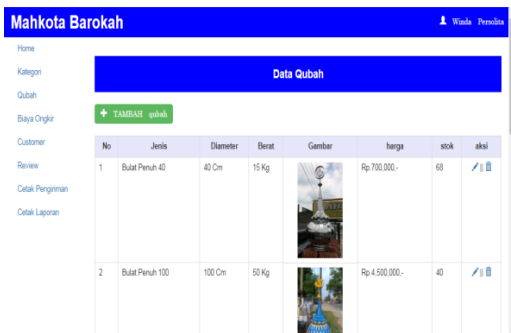 Mahkota Barokah
Winda Persolita
Home
Kategori
Qubah
Biaya Ongkir
Customer
Review
Cetak Pengiriman
Cetak Laporan
Data Qubah
+ TAMBAH qubah
No Jenis Diameter Berat Gambar harga stok aksi
1 Bulat Penuh 40 40 Cm 15 Kg Rp.700,000,- 68 ||
2 Bulat Penuh 100 100 Cm 50 Kg Rp.4,500,000,- 40 ||